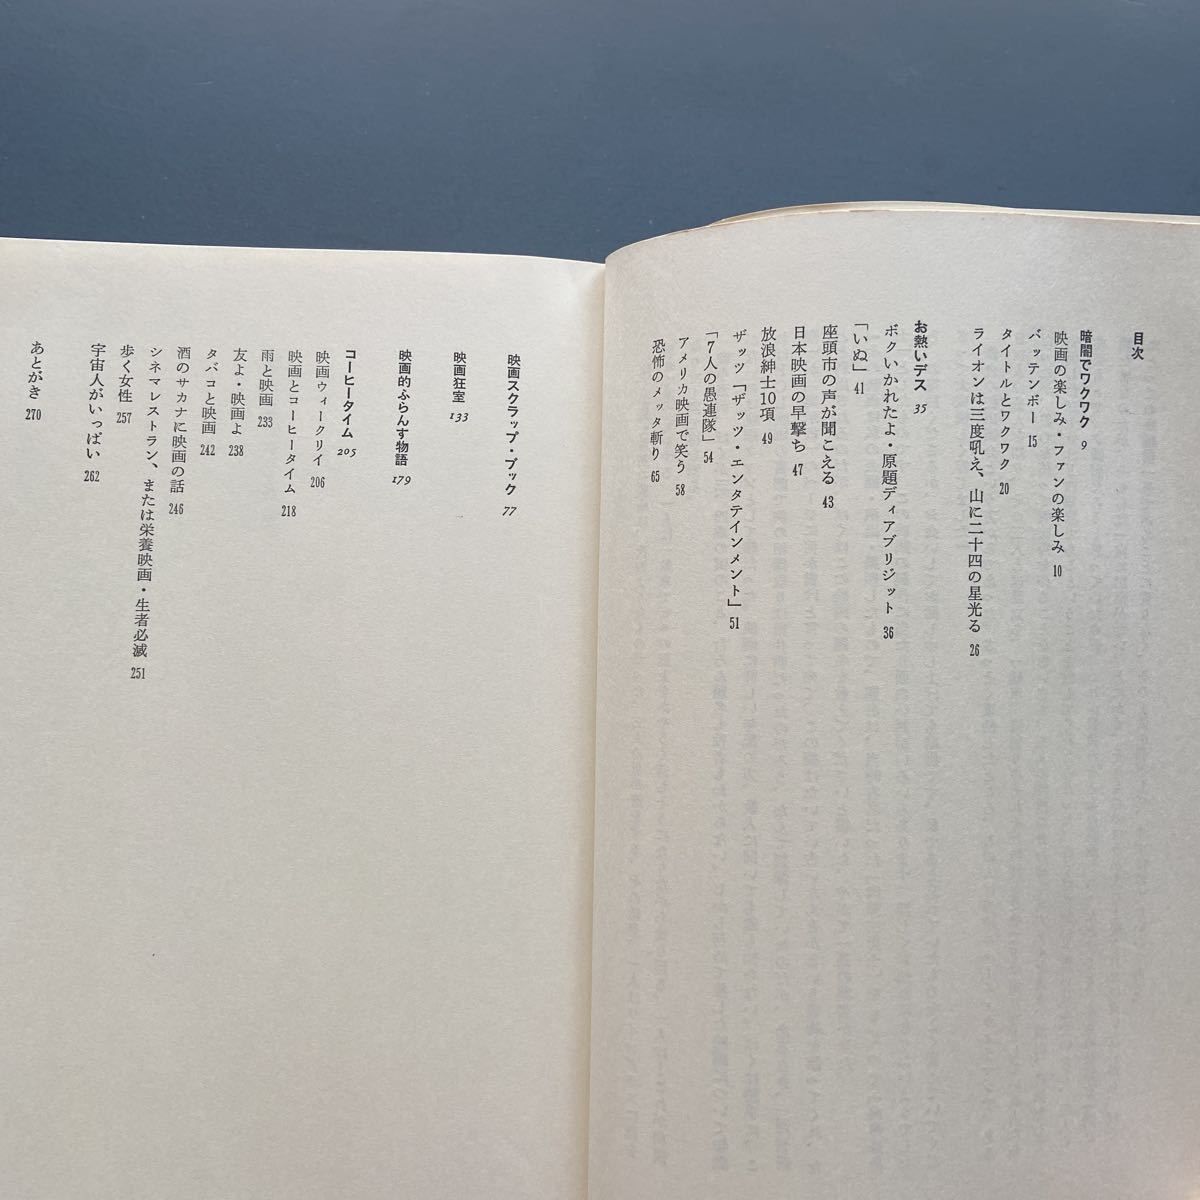 目次
暗闇でワクワク 9
映画の楽しみ・ファンの楽しみ 10
バッテンボー 15
タイトルとワクワク 20
ライオンは三度吼え、山に二十四の星光る 26
お熱いデス 35
ボクいかれたよ・原題ディアブリジット 36
「いぬ」 41
座頭市の声が聞こえる 43
日本映画の早撃ち 47
放浪紳士10項 49
ザッツ「ザッツ・エンタテインメント」 51
「7人の愚連隊」 54
アメリカ映画で笑う 58
恐怖のメッタ斬り 65
映画スクラップ・ブック 77
映画狂室 133
映画的ふらんす物語 179
コーヒータイム 205
映画ウィークリイ 206
映画とコーヒータイム 218
雨と映画 233
友よ・映画よ 238
タバコと映画 242
酒のサカナに映画の話 246
シネマレストラン、または栄養映画・生者必滅 251
歩く女性 257
宇宙人がいっぱい 262
あとがき 270